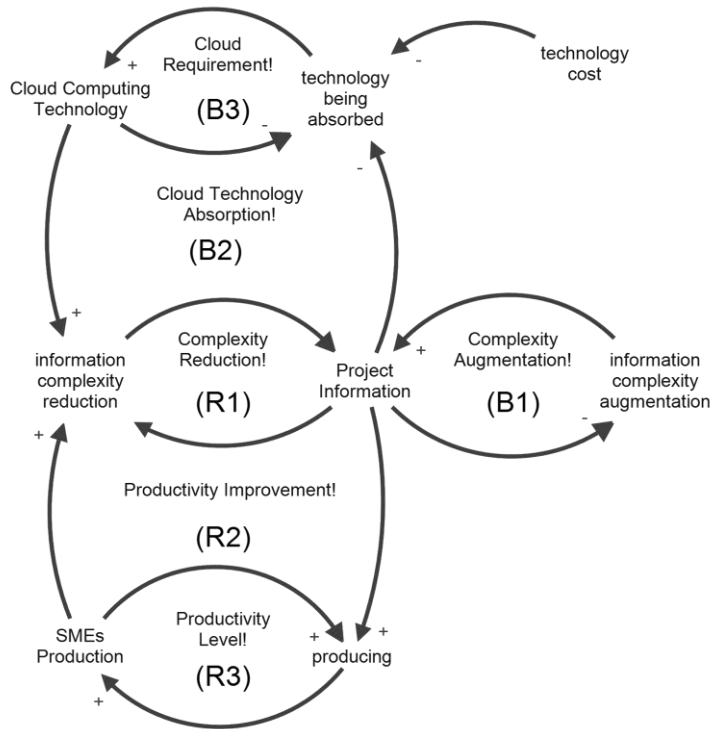 Cloud
Requirement!
(B3)
+
Cloud Computing
Technology
-
technology
being
absorbed
-
technology
cost
-
Cloud Technology
Absorption!
(B2)
+
information
complexity
reduction
+
Complexity
Reduction!
(R1)
Project
Information
+
Complexity
Augmentation!
(B1)
-
information
complexity
augmentation
Productivity Improvement!
(R2)
SMEs
Production
+
Productivity
Level!
(R3)
+
+
producing